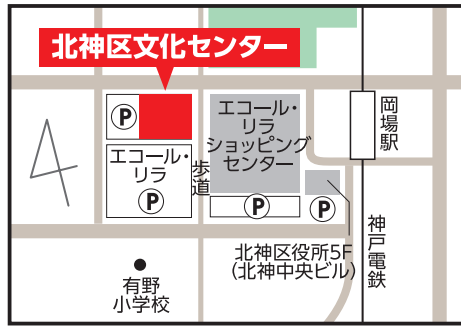 北神区文化センター
P
エコール・
リラ
P
歩道
エコール・
リラ
ショッピング
センター
P
P
岡場駅
神戸電鉄
北神区役所5F
(北神中央ビル)
有野
小学校